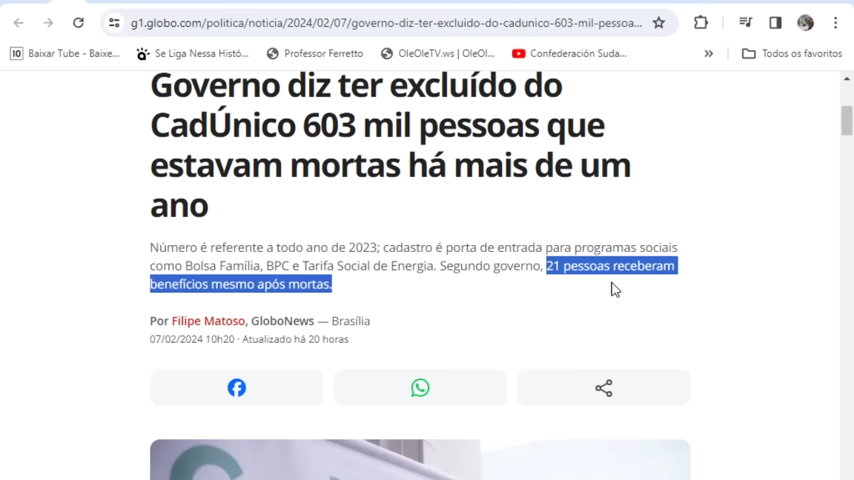 g1.globo.com/politica/noticia/2024/02/07/governo-diz-ter-excluido-do-cadunico-603-mil-pessoa...
10 Baixar Tube - Baixe... Se Liga Nessa Histó... Professor Ferretto OleOleTV.ws | OleOl... Confederación Suda... » Todos os favoritos
Governo diz ter excluído do
CadÚnico 603 mil pessoas que
estavam mortas há mais de um
ano
Número é referente a todo ano de 2023; cadastro é porta de entrada para programas sociais
como Bolsa Família, BPC e Tarifa Social de Energia. Segundo governo, 21 pessoas receberam
benefícios mesmo após mortas.
Por Filipe Matoso, GloboNews — Brasília
07/02/2024 10h20 · Atualizado há 20 horas